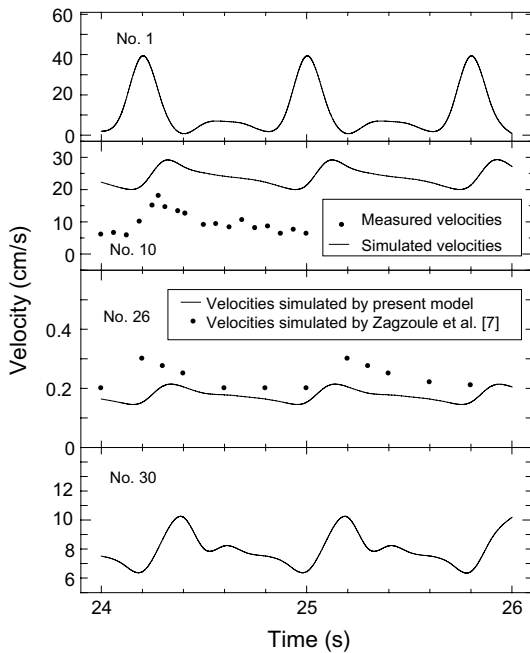 60
40
20
0
No. 1
30
20
10
0
No. 10
Measured velocities
Simulated velocities
Velocity (cm/s)
0.4
0.2
0
No. 26
Velocities simulated by present model
Velocities simulated by Zagzoule et al. [7]
12
10
8
6
No. 30
24
25
26
Time (s)